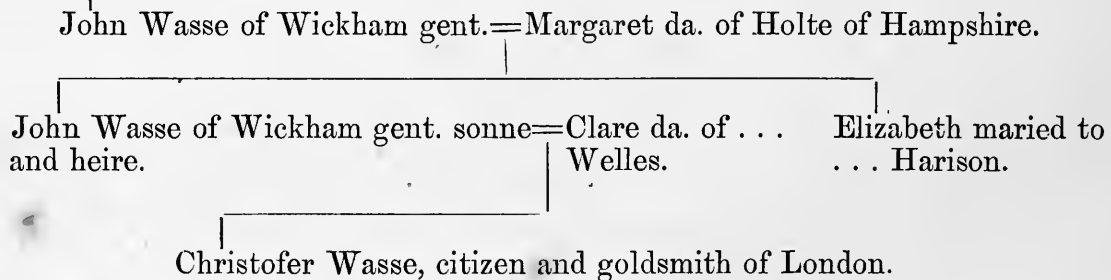 John Wasse of Wickham gent.=Margaret da. of Holte of Hampshire.
John Wasse of Wickham gent. sonne=Clare da. of . . . Elizabeth maried to
and heire. Welles. . . . Harison.
Christofer Wasse, citizen and goldsmith of London.